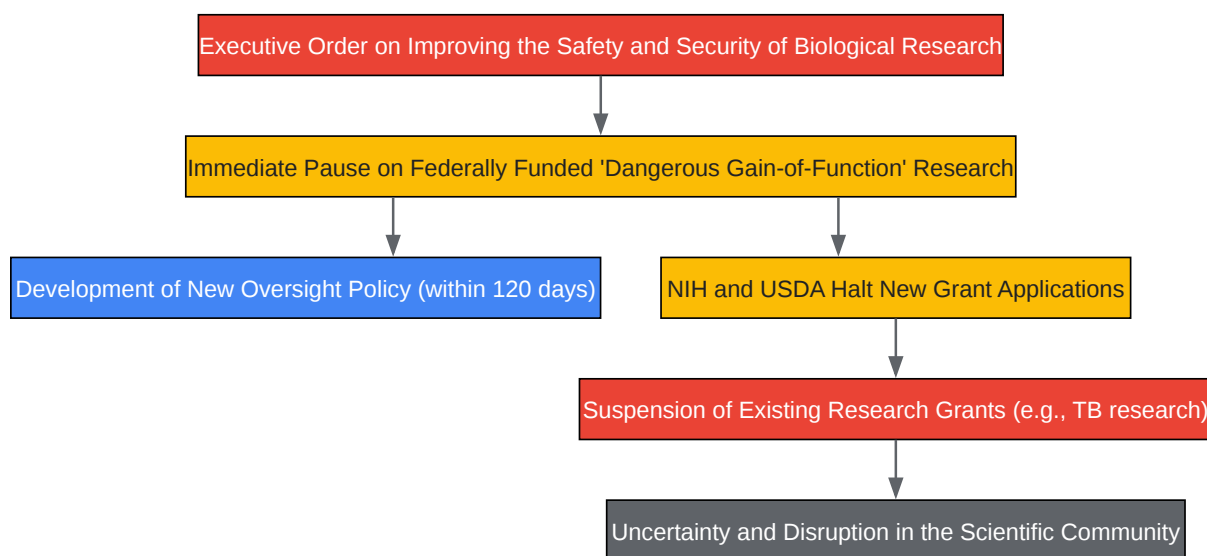 Executive Order on Improving the Safety and Security of Biological Research
Immediate Pause on Federally Funded 'Dangerous Gain-of-Function' Research
Development of New Oversight Policy (within 120 days)
NIH and USDA Halt New Grant Applications
Suspension of Existing Research Grants (e.g., TB research)
Uncertainty and Disruption in the Scientific Community